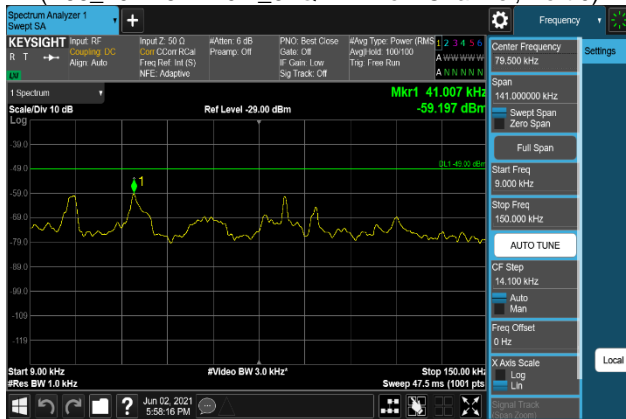 Spectrum Analyzer 1
Swept SA
Frequency
KEYSIGHT
R T
LW
Input: RF
Coupling: DC
Align: Auto
Input Z: 50 Ω
Corr CCorr RCal
Freq Ref: Int (S)
NFE: Adaptive
#Atten: 6 dB
Preamp: Off
PNO: Best Close
Gate: Off
IF Gain: Low
Sig Track: Off
#Avg Type: Power (RMS
Avg|Hold: 100/100
Trig: Free Run
1 2 3 4 5 6
A W W W W W
A N N N N N
1 Spectrum
Scale/Div 10 dB
Log
Ref Level -29.00 dBm
Mkr1 41.007 kHz
-59.197 dBm
-39.0
-49.0
-59.0
-69.0
-79.0
-89.0
-99.0
-109
-119
DL1 -49.00 dBm
1
Start 9.00 kHz
#Res BW 1.0 kHz
#Video BW 3.0 kHz*
Stop 150.00 kHz
Sweep 47.5 ms (1001 pts
Jun 02, 2021
5:58:16 PM
Center Frequency
79.500 kHz
Settings
Span
141.000000 kHz
Swept Span
Zero Span
Full Span
Start Freq
9.000 kHz
Stop Freq
150.000 kHz
AUTO TUNE
CF Step
14.100 kHz
Auto
Man
Freq Offset
0 Hz
X Axis Scale
Log
Lin
Local
Signal Track
(Span Zoom)